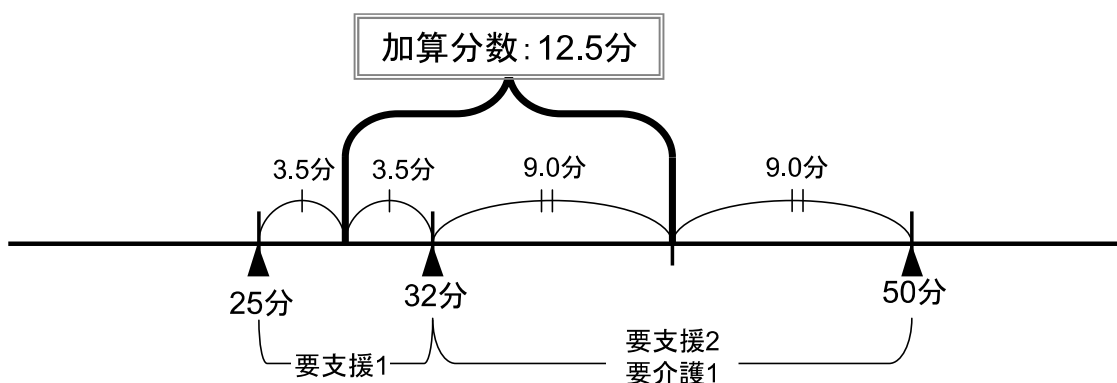 加算分数：12.5分
3.5分
3.5分
9.0分
9.0分
25分
32分
50分
要支援1
要支援2
要介護1